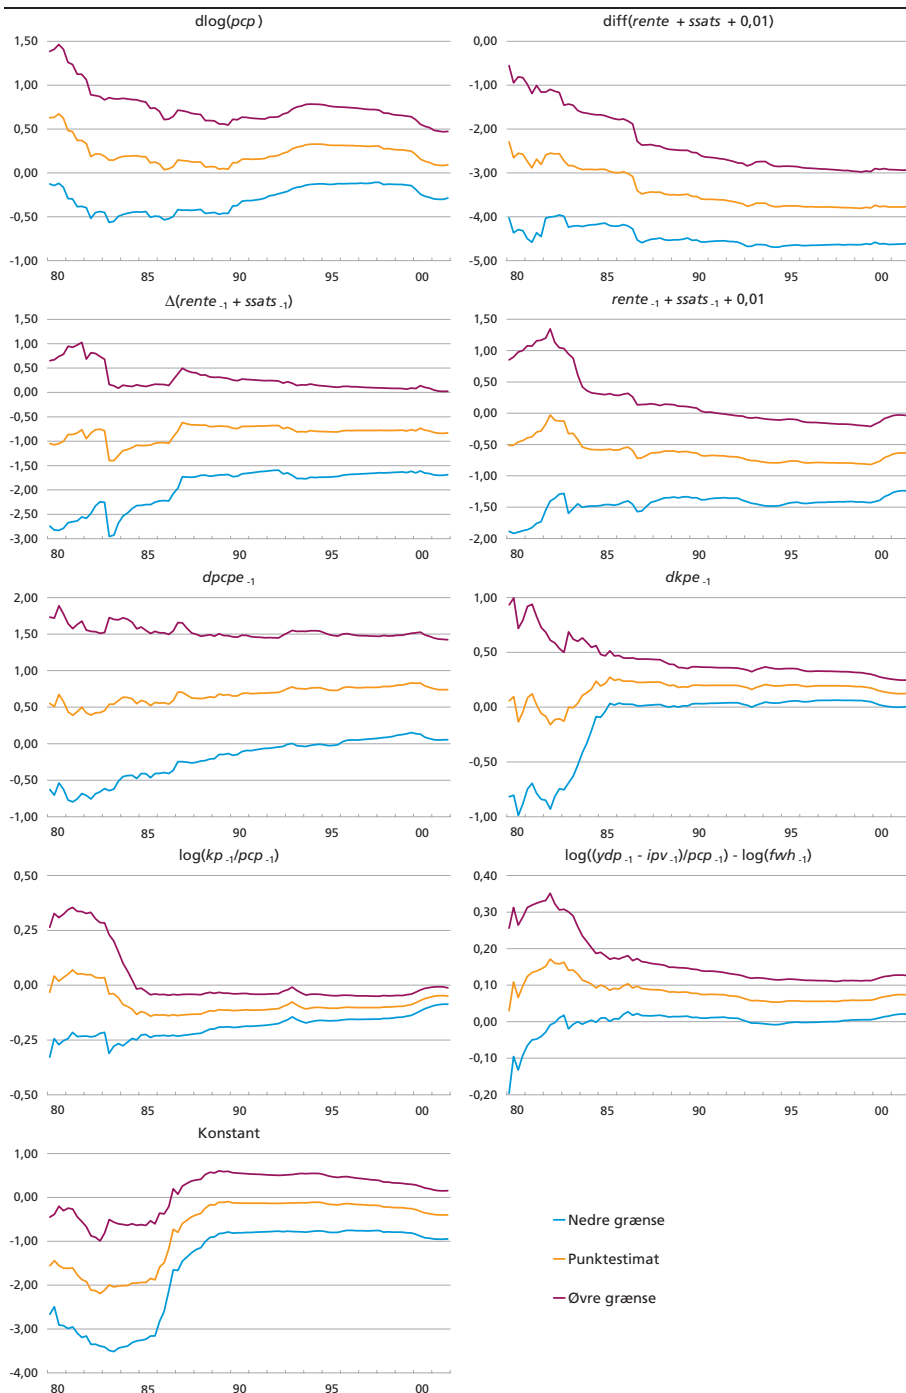 dlog(pcp)
1,50
1,00
0,50
0,00
-0,50
-1,00
80 85 90 95 00
diff(rente + ssats + 0,01)
0,00
-1,00
-2,00
-3,00
-4,00
-5,00
80 85 90 95 00
Δ(rente -1 + ssats -1)
1,50
1,00
0,50
0,00
-0,50
-1,00
-1,50
-2,00
-3,00
80 85 90 95 00
rente -1 + ssats -1 + 0,01
1,50
1,00
0,50
0,00
-0,50
-1,00
-1,50
-2,00
80 85 90 95 00
dpcpe -1
2,00
1,50
1,00
0,50
0,00
-0,50
-1,00
80 85 90 95 00
dkpe -1
1,00
0,50
0,00
-0,50
-1,00
80 85 90 95 00
log(kp -1/pcp -1)
0,50
0,25
0,00
-0,25
-0,50
80 85 90 95 00
log((ydp -1 - ipv -1)/pcp -1) - log(fwh -1)
0,40
0,30
0,20
0,10
0,00
-0,10
-0,20
80 85 90 95 00
Konstant
1,00
0,00
-1,00
-2,00
-3,00
-4,00
80 85 90 95 00
Nedre grænse
Punktestimat
Øvre grænse